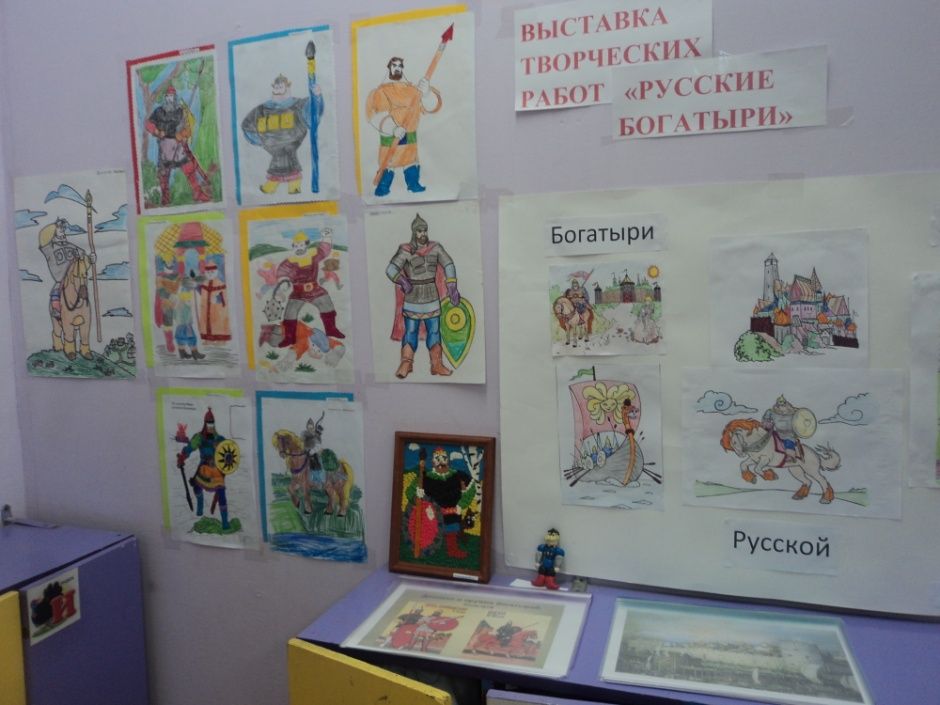 ВЫСТАВКА
ТВОРЧЕСКИХ
РАБОТ «РУССКИЕ
БОГАТЫРИ»
Богатыри
Русской
И